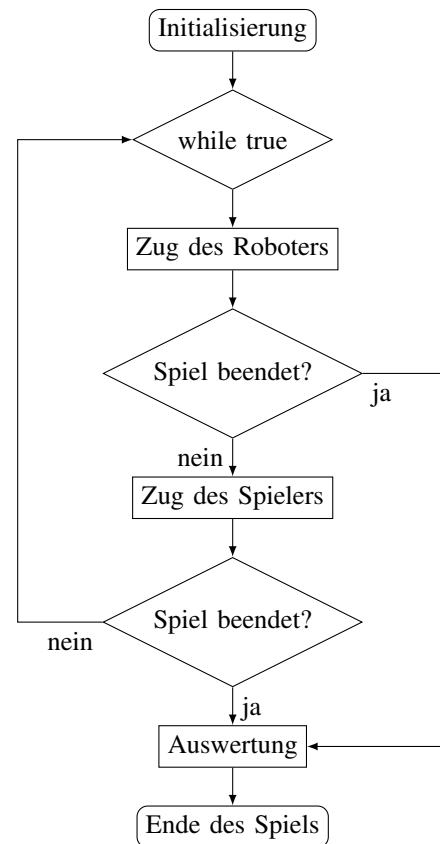 Initialisierung
while true
Zug des Roboters
Spiel beendet?
ja
nein
Zug des Spielers
Spiel beendet?
nein
ja
Auswertung
Ende des Spiels